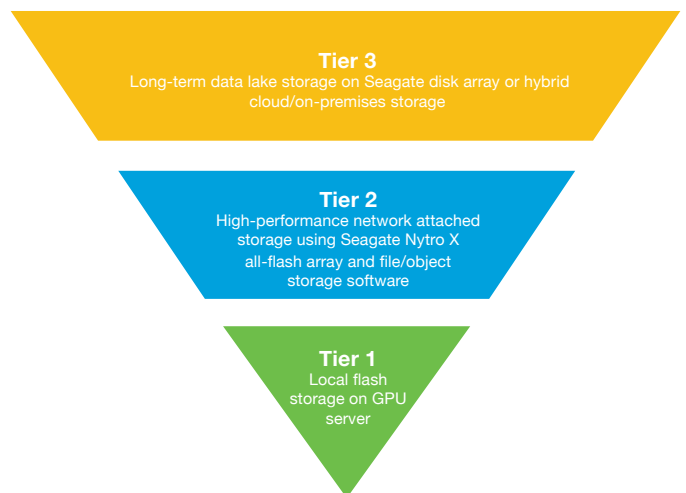 Tier 3
Long-term data lake storage on Seagate disk array or hybrid
cloud/on-premises storage
Tier 2
High-performance network attached
storage using Seagate Nytro X
all-flash array and file/object
storage software
Tier 1
Local flash
storage on GPU
server